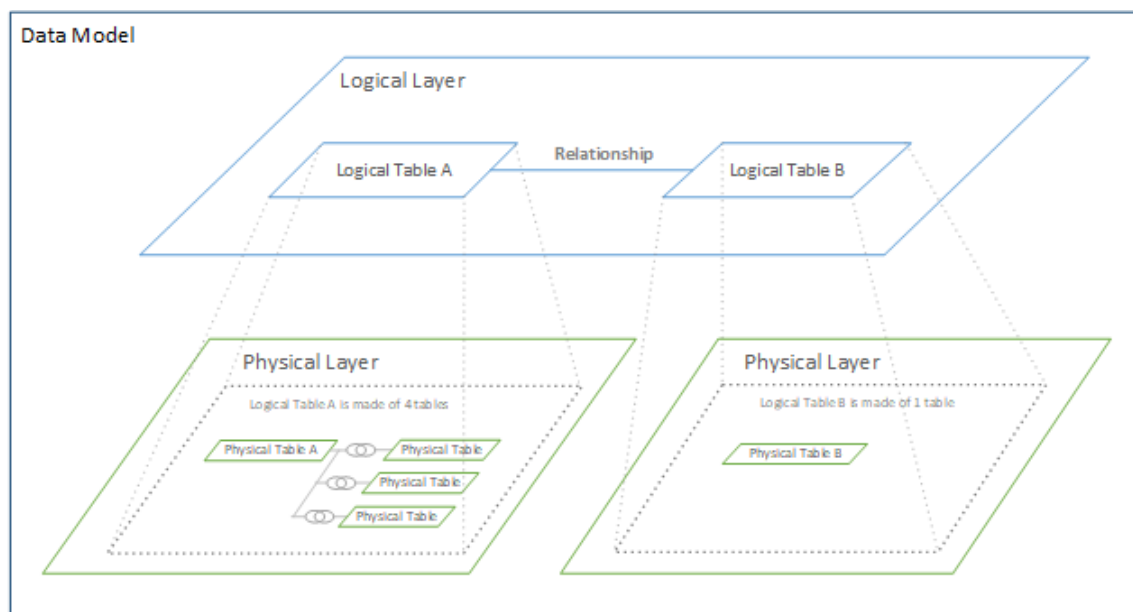 Data Model
Logical Layer
Logical Table A
Relationship
Logical Table B
Physical Layer
Logical Table A is made of 4 tables
Physical Table A
Physical Table
Physical Table
Physical Table
Physical Layer
Logical Table B is made of 1 table
Physical Table B